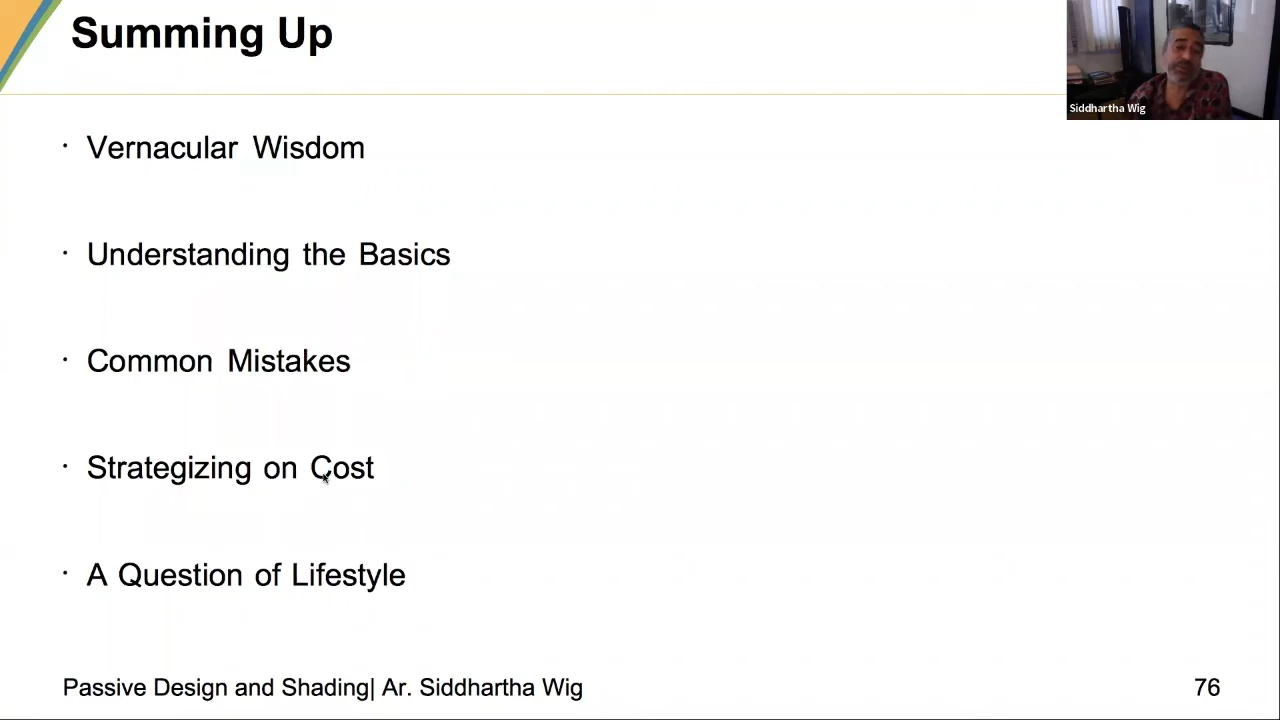 Summing Up
Siddhartha Wig
· Vernacular Wisdom
· Understanding the Basics
· Common Mistakes
· Strategizing on Cost
· A Question of Lifestyle
Passive Design and Shading| Ar. Siddhartha Wig 76